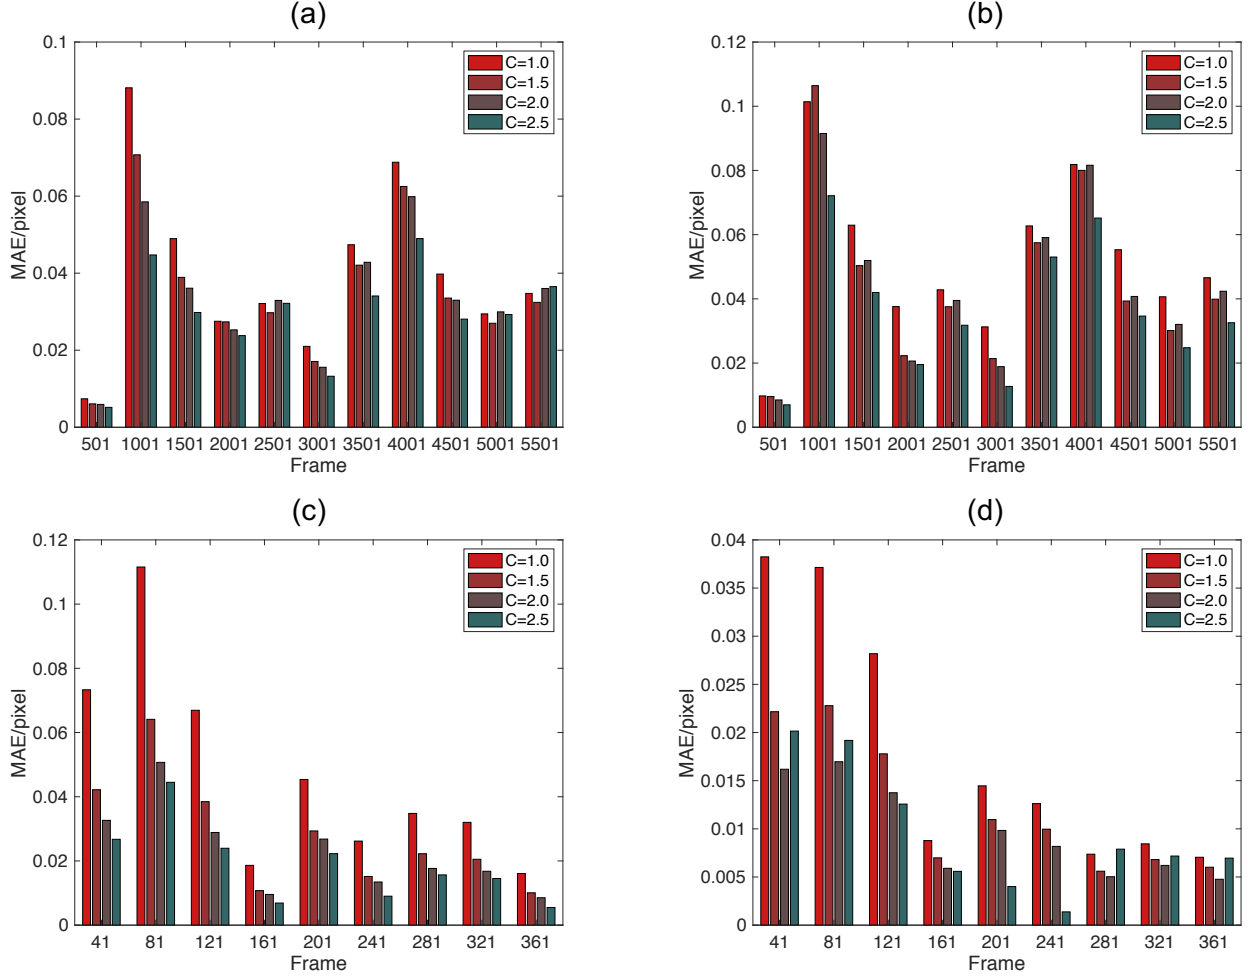 (a)
0.1
0.08
0.06
0.04
0.02
0
MAE/pixel
C=1.0
C=1.5
C=2.0
C=2.5
501 1001 1501 2001 2501 3001 3501 4001 4501 5001 5501
Frame
(b)
0.12
0.1
0.08
0.06
0.04
0.02
0
MAE/pixel
C=1.0
C=1.5
C=2.0
C=2.5
501 1001 1501 2001 2501 3001 3501 4001 4501 5001 5501
Frame
(c)
0.12
0.1
0.08
0.06
0.04
0.02
0
MAE/pixel
C=1.0
C=1.5
C=2.0
C=2.5
41 81 121 161 201 241 281 321 361
Frame
(d)
0.04
0.035
0.03
0.025
0.02
0.015
0.01
0.005
0
MAE/pixel
C=1.0
C=1.5
C=2.0
C=2.5
41 81 121 161 201 241 281 321 361
Frame